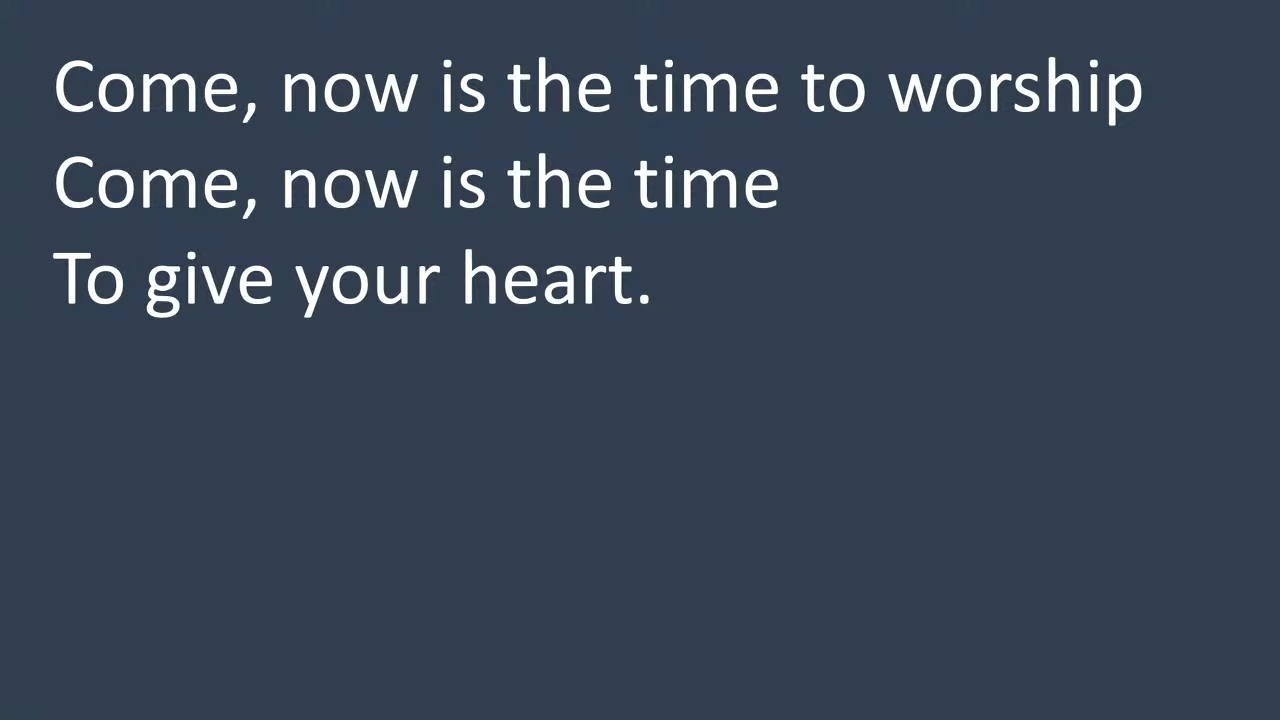 Come, now is the time to worship
Come, now is the time
To give your heart.